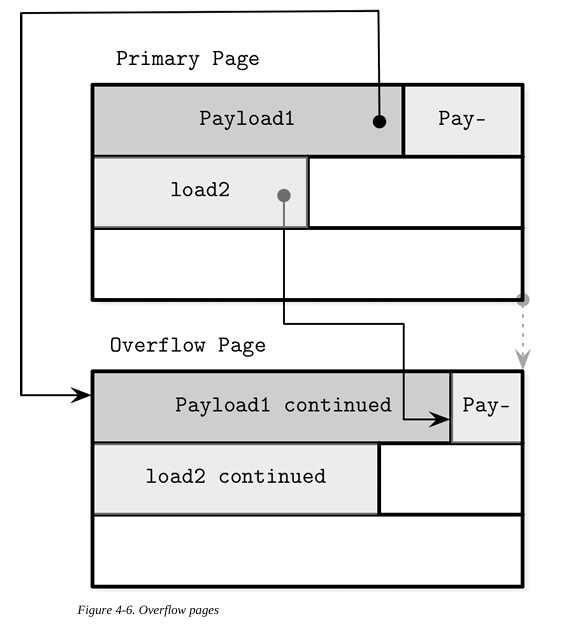 Primary Page
Payload1 Pay-
load2
Overflow Page
Payload1 continued Pay-
load2 continued
Figure 4-6. Overflow pages